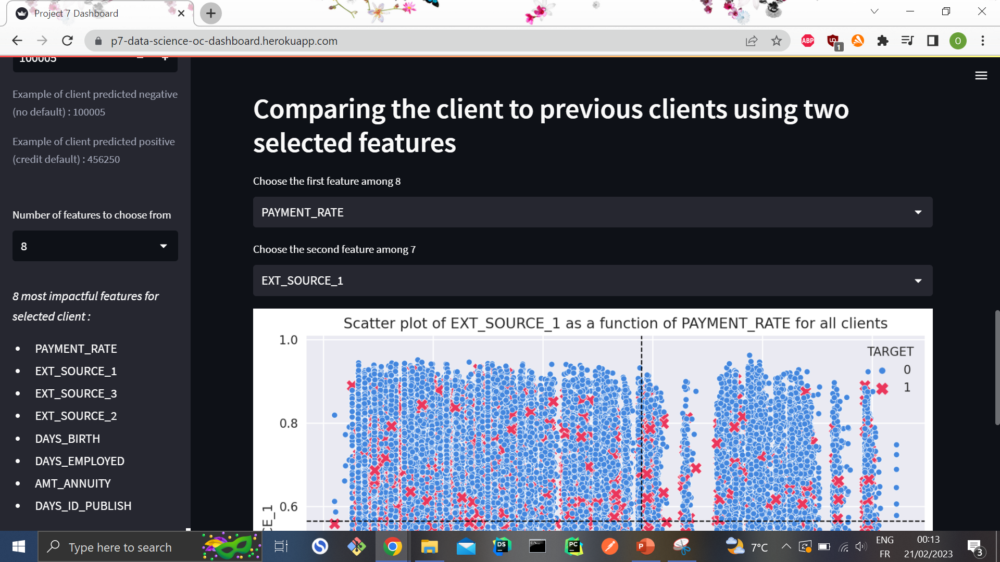 Project 7 Dashboard
p7-data-science-oc-dashboard.herokuapp.com
ABP
1
O
100005
Example of client predicted negative
(no default) : 100005
Example of client predicted positive
(credit default) : 456250
Number of features to choose from
8
8 most impactful features for
selected client :
PAYMENT_RATE
EXT_SOURCE_1
EXT_SOURCE_3
EXT_SOURCE_2
DAYS_BIRTH
DAYS_EMPLOYED
AMT_ANNUITY
DAYS_ID_PUBLISH
Comparing the client to previous clients using two
selected features
Choose the first feature among 8
PAYMENT_RATE
Choose the second feature among 7
EXT_SOURCE_1
Scatter plot of EXT_SOURCE_1 as a function of PAYMENT_RATE for all clients
1.0
0.8
0.6
CE_1
TARGET
0
1
Type here to search
DS
PC
P
7°C
ENG
FR
00:13
21/02/2023
3